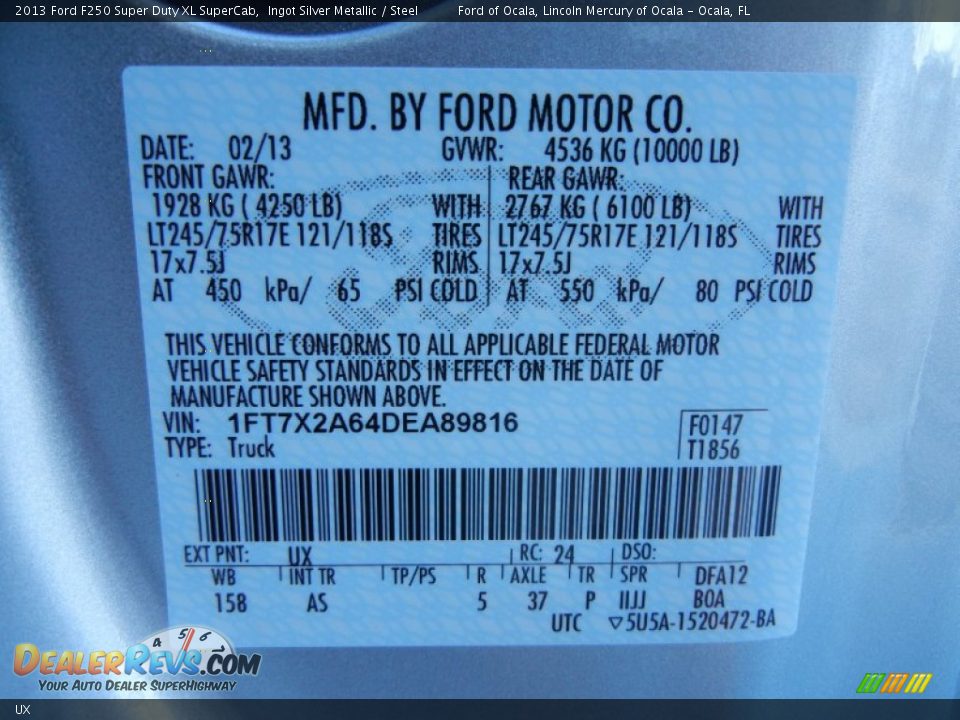 2013 Ford F250 Super Duty XL SuperCab, Ingot Silver Metallic / Steel Ford of Ocala, Lincoln Mercury of Ocala - Ocala, FL
MFD. BY FORD MOTOR CO.
DATE: 02/13 GVWR: 4536 KG (10000 LB)
FRONT GAWR: REAR GAWR:
1928 KG ( 4250 LB) WITH 2767 KG ( 6100 LB) WITH
LT245/75R17E 121/118S TIRES LT245/75R17E 121/118S TIRES
17x7.5J RIMS 17x7.5J RIMS
AT 450 kPa/ 65 PSI COLD AT 550 kPa/ 80 PSI COLD
THIS VEHICLE CONFORMS TO ALL APPLICABLE FEDERAL MOTOR
VEHICLE SAFETY STANDARDS IN EFFECT ON THE DATE OF
MANUFACTURE SHOWN ABOVE.
VIN: 1FT7X2A64DEA89816 F0147
TYPE: Truck T1856
EXT PNT: UX RC: 24 DSO:
WB INT TR TP/PS R AXLE TR SPR DFA12
158 AS 5 37 P IIJJ BOA
UTC ▽5U5A-1520472-BA
4 5 6
DEALERREVS.COM
YOUR AUTO DEALER SUPERHIGHWAY
UX